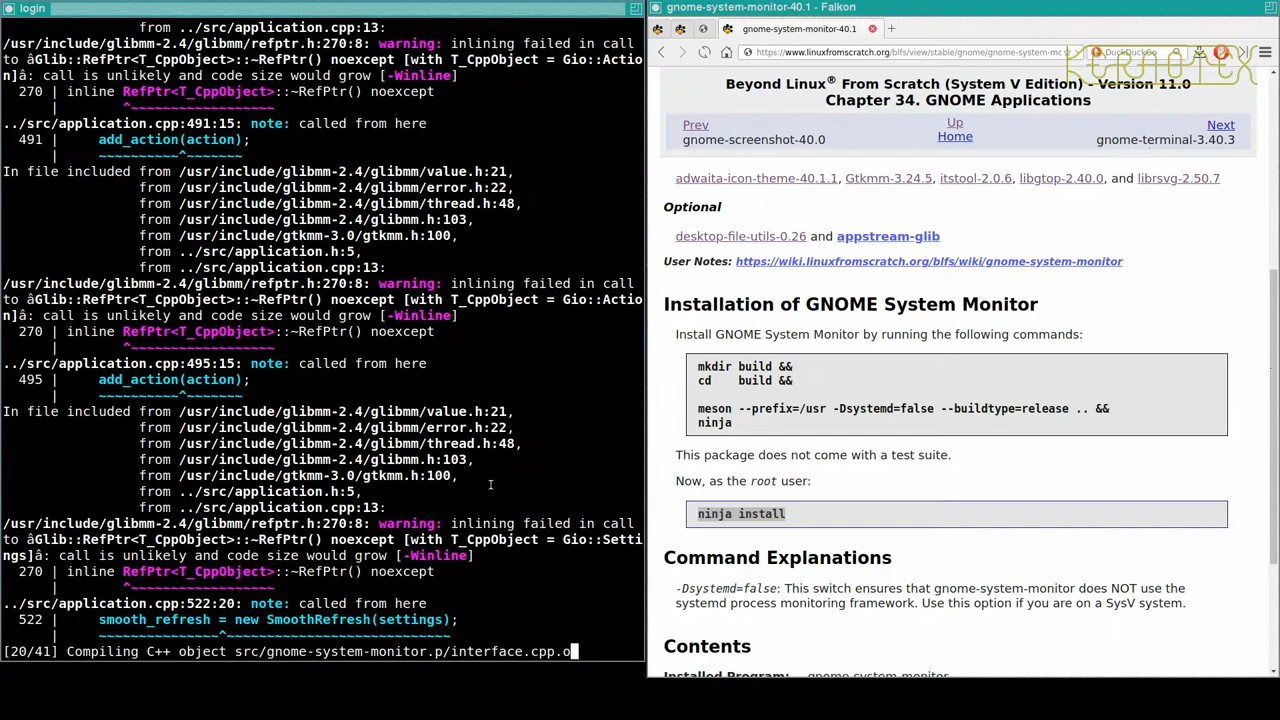 login
from ../src/application.cpp:13:
/usr/include/glibmm-2.4/glibmm/refptr.h:270:8: warning: inlining failed in call
to âGlib::RefPtr<T_CppObject>::~RefPtr() noexcept [with T_CppObject = Gio::Actio
n]â: call is unlikely and code size would grow [-Winline]
270 | inline RefPtr<T_CppObject>::~RefPtr() noexcept
| ^~~~~~~~~~~~~~~~~~~
../src/application.cpp:491:15: note: called from here
491 | add_action(action);
| ~~~~~~~~~~^~~~~~~~
In file included from /usr/include/glibmm-2.4/glibmm/value.h:21,
from /usr/include/glibmm-2.4/glibmm/error.h:22,
from /usr/include/glibmm-2.4/glibmm/thread.h:48,
from /usr/include/glibmm-2.4/glibmm.h:103,
from /usr/include/gtkmm-3.0/gtkmm.h:100,
from ../src/application.h:5,
from ../src/application.cpp:13:
/usr/include/glibmm-2.4/glibmm/refptr.h:270:8: warning: inlining failed in call
to âGlib::RefPtr<T_CppObject>::~RefPtr() noexcept [with T_CppObject = Gio::Actio
n]â: call is unlikely and code size would grow [-Winline]
270 | inline RefPtr<T_CppObject>::~RefPtr() noexcept
| ^~~~~~~~~~~~~~~~~~~
../src/application.cpp:495:15: note: called from here
495 | add_action(action);
| ~~~~~~~~~~^~~~~~~~
In file included from /usr/include/glibmm-2.4/glibmm/value.h:21,
from /usr/include/glibmm-2.4/glibmm/error.h:22,
from /usr/include/glibmm-2.4/glibmm/thread.h:48,
from /usr/include/glibmm-2.4/glibmm.h:103,
from /usr/include/gtkmm-3.0/gtkmm.h:100,
from ../src/application.h:5,
from ../src/application.cpp:13:
/usr/include/glibmm-2.4/glibmm/refptr.h:270:8: warning: inlining failed in call
to âGlib::RefPtr<T_CppObject>::~RefPtr() noexcept [with T_CppObject = Gio::Setti
ngs]â: call is unlikely and code size would grow [-Winline]
270 | inline RefPtr<T_CppObject>::~RefPtr() noexcept
| ^~~~~~~~~~~~~~~~~~~
../src/application.cpp:522:20: note: called from here
522 | smooth_refresh = new SmoothRefresh(settings);
| ~~~~~~~~~~~~~~~^~~~~~~~~~~~~~~~~~~~~~~~~~~~~
[20/41] Compiling C++ object src/gnome-system-monitor.p/interface.cpp.o
gnome-system-monitor-40.1 - Falkon
gnome-system-monitor-40.1
https://www.linuxfromscratch.org/blfs/view/stable/gnome/gnome-system-mo
DuckDuckGo
KERNOTEX
Beyond Linux® From Scratch (System V Edition) - Version 11.0
Chapter 34. GNOME Applications
Prev Up Next
gnome-screenshot-40.0 Home gnome-terminal-3.40.3
adwaita-icon-theme-40.1.1, Gtkmm-3.24.5, itstool-2.0.6, libgtop-2.40.0, and librsvg-2.50.7
Optional
desktop-file-utils-0.26 and appstream-glib
User Notes: https://wiki.linuxfromscratch.org/blfs/wiki/gnome-system-monitor
Installation of GNOME System Monitor
Install GNOME System Monitor by running the following commands:
mkdir build &&
cd build &&
meson --prefix=/usr -Dsystemd=false --buildtype=release .. &&
ninja
This package does not come with a test suite.
Now, as the root user:
ninja install
Command Explanations
-Dsystemd=false: This switch ensures that gnome-system-monitor does NOT use the
systemd process monitoring framework. Use this option if you are on a SysV system.
Contents
Installed Program: gnome-system-monitor